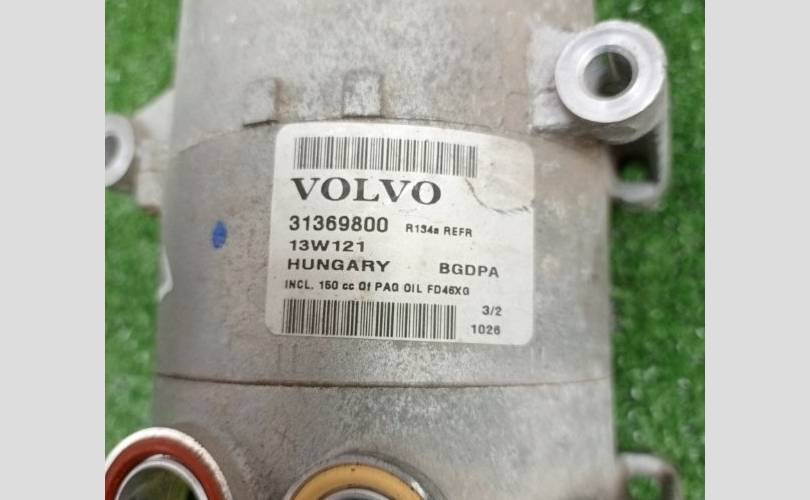 VOLVO
31369800 R134a REFR
13W121
HUNGARY BGDPA
INCL. 150 cc Of PAG OIL FD46XG
3/2
1026